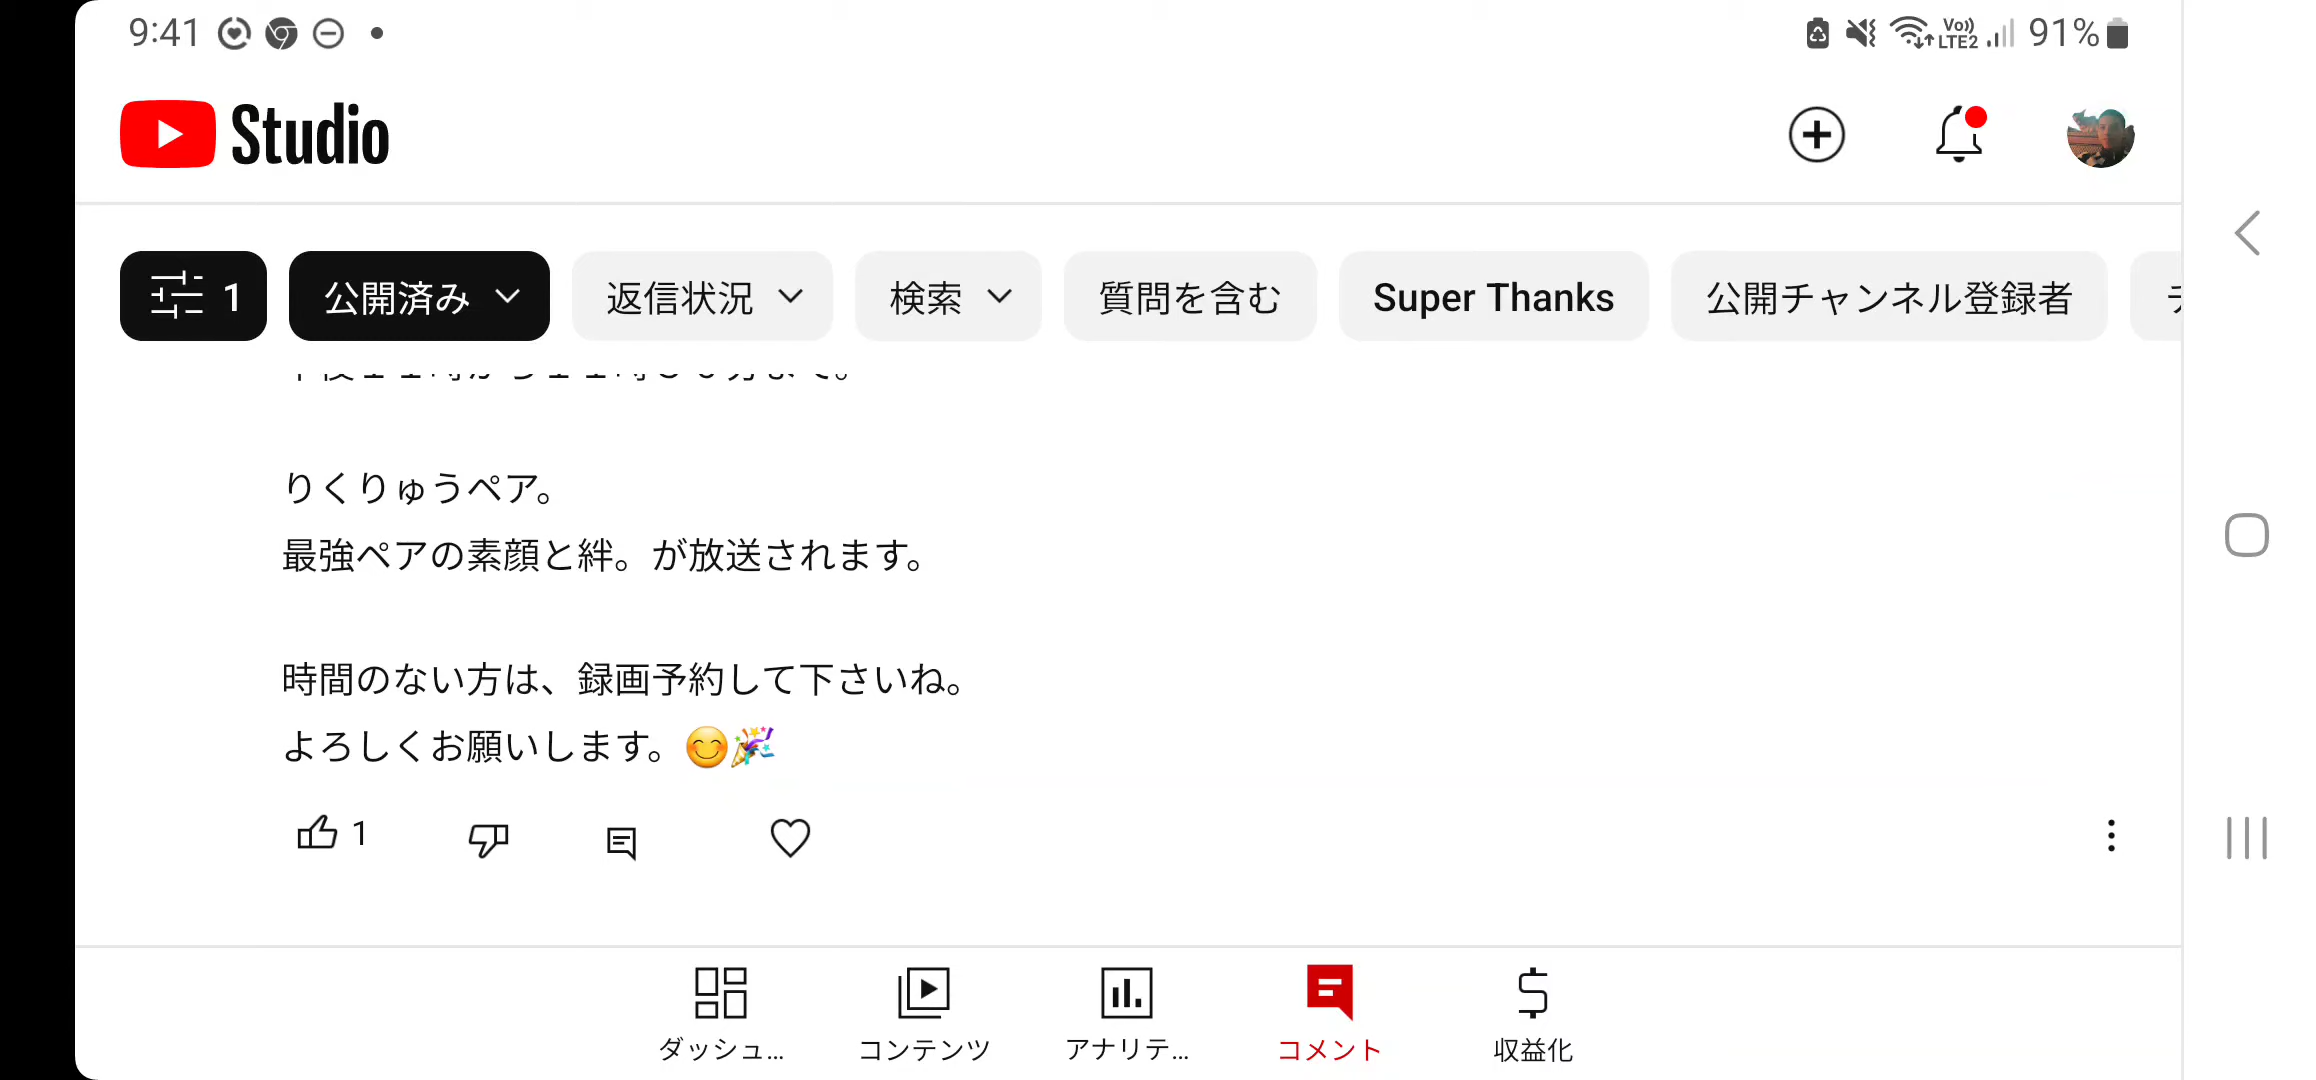 9:41
Vo)) LTE2 91%
Studio
1 公開済み 返信状況 検索 質問を含む Super Thanks 公開チャンネル登録者
りくりゅうペア。
最強ペアの素顔と絆。が放送されます。
時間のない方は、録画予約して下さいね。
よろしくお願いします。😊🎉
1
ダッシュ... コンテンツ アナリテ... コメント 収益化